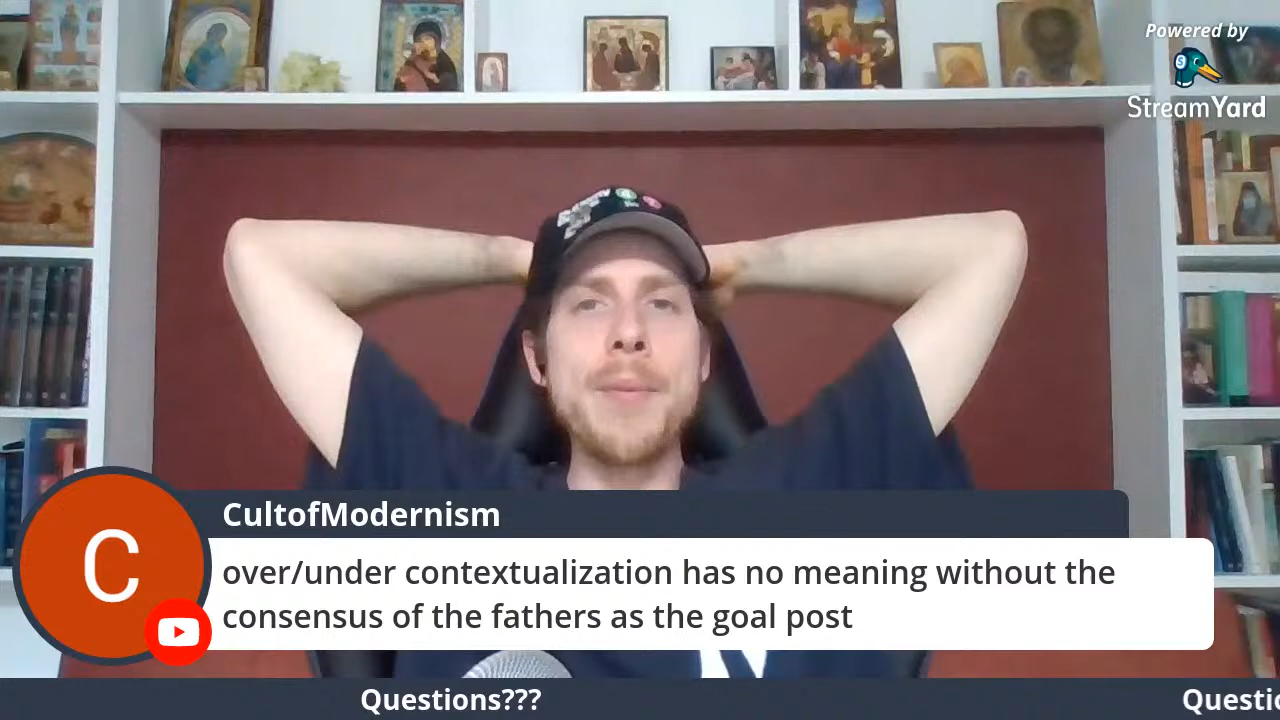 Powered by
StreamYard
CultofModernism
C
over/under contextualization has no meaning without the
consensus of the fathers as the goal post
Questions???
Questio